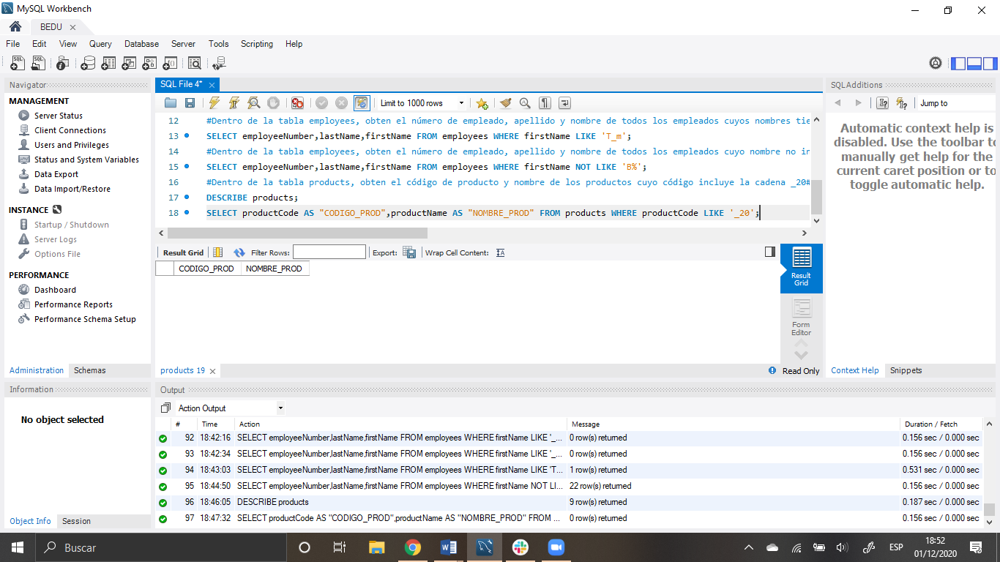 MySQL Workbench
BEDU
File Edit View Query Database Server Tools Scripting Help
Navigator
MANAGEMENT
Server Status
Client Connections
Users and Privileges
Status and System Variables
Data Export
Data Import/Restore
INSTANCE
Startup / Shutdown
Server Logs
Options File
PERFORMANCE
Dashboard
Performance Reports
Performance Schema Setup
Administration Schemas
Information
No object selected
Object Info Session
SQL File 4*
Limit to 1000 rows
12 #Dentro de la tabla employees, obten el número de empleado, apellido y nombre de todos los empleados cuyos nombres tie
13 SELECT employeeNumber,lastName,firstName FROM employees WHERE firstName LIKE 'T_m';
14 #Dentro de la tabla employees, obten el número de empleado, apellido y nombre de todos los empleados cuyo nombre no in
15 SELECT employeeNumber,lastName,firstName FROM employees WHERE firstName NOT LIKE 'B%';
16 #Dentro de la tabla products, obten el código de producto y nombre de los productos cuyo código incluye la cadena _20#
17 DESCRIBE products;
18 SELECT productCode AS "CODIGO_PROD",productName AS "NOMBRE_PROD" FROM products WHERE productCode LIKE '_20';
Result Grid Filter Rows: Export: Wrap Cell Content:
CODIGO_PROD NOMBRE_PROD
Result
Grid
Form
Editor
products 19
Read Only
SQLAdditions
Jump to
Automatic context help is
disabled. Use the toolbar to
manually get help for the
current caret position or to
toggle automatic help.
Context Help Snippets
Output
Action Output
# Time Action Message Duration / Fetch
92 18:42:16 SELECT employeeNumber,lastName,firstName FROM employees WHERE firstName LIKE '_... 0 row(s) returned 0.156 sec / 0.000 sec
93 18:42:34 SELECT employeeNumber,lastName,firstName FROM employees WHERE firstName LIKE '_... 0 row(s) returned 0.156 sec / 0.000 sec
94 18:43:03 SELECT employeeNumber,lastName,firstName FROM employees WHERE firstName LIKE 'T... 1 row(s) returned 0.531 sec / 0.000 sec
95 18:44:50 SELECT employeeNumber,lastName,firstName FROM employees WHERE firstName NOT LI... 22 row(s) returned 0.156 sec / 0.000 sec
96 18:46:05 DESCRIBE products 9 row(s) returned 0.187 sec / 0.000 sec
97 18:47:32 SELECT productCode AS "CODIGO_PROD",productName AS "NOMBRE_PROD" FROM ... 0 row(s) returned 0.156 sec / 0.000 sec
Buscar
ESP
18:52
01/12/2020